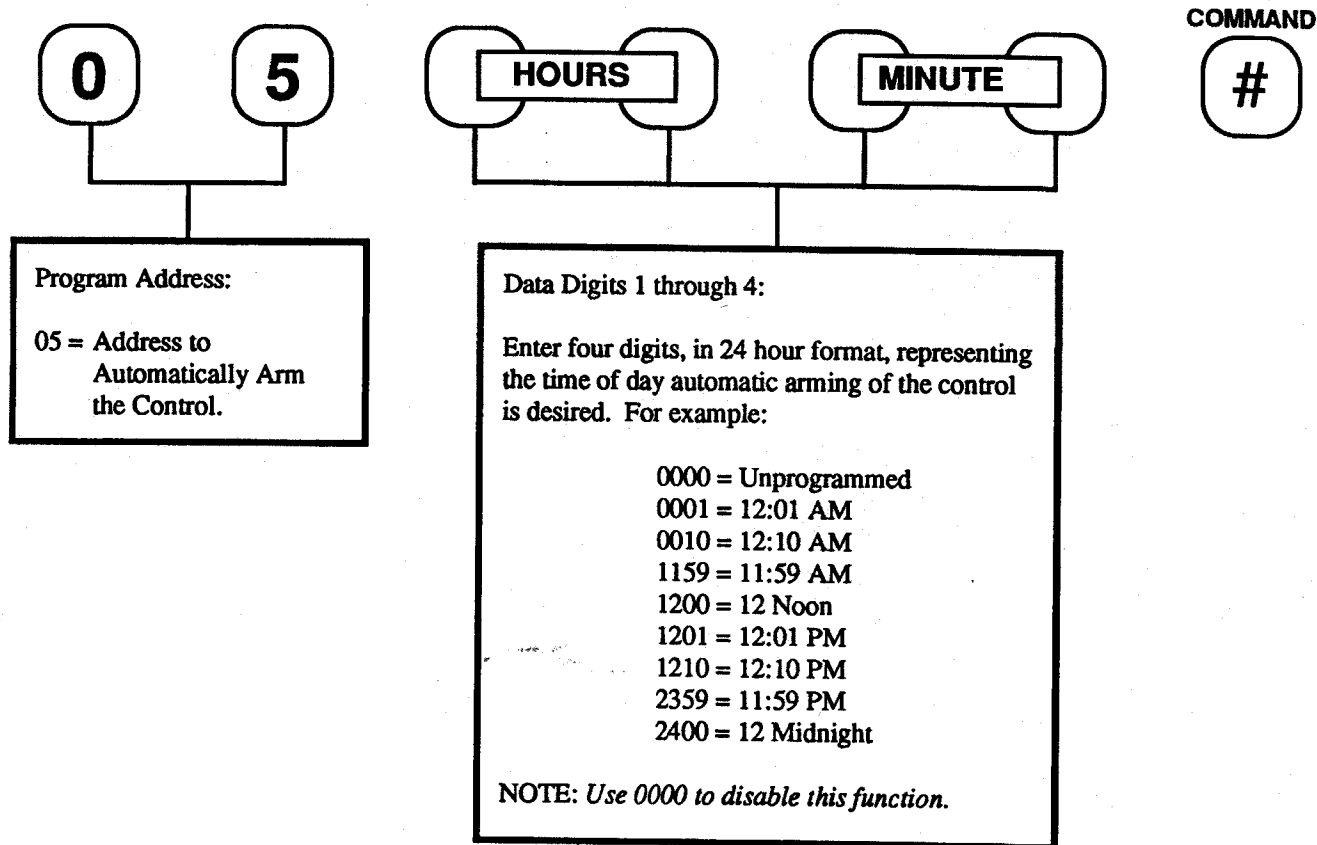 COMMAND
0 5 HOURS MINUTE #
Program Address:
05 = Address to
Automatically Arm
the Control.
Data Digits 1 through 4:
Enter four digits, in 24 hour format, representing
the time of day automatic arming of the control
is desired. For example:
0000 = Unprogrammed
0001 = 12:01 AM
0010 = 12:10 AM
1159 = 11:59 AM
1200 = 12 Noon
1201 = 12:01 PM
1210 = 12:10 PM
2359 = 11:59 PM
2400 = 12 Midnight
NOTE: Use 0000 to disable this function.